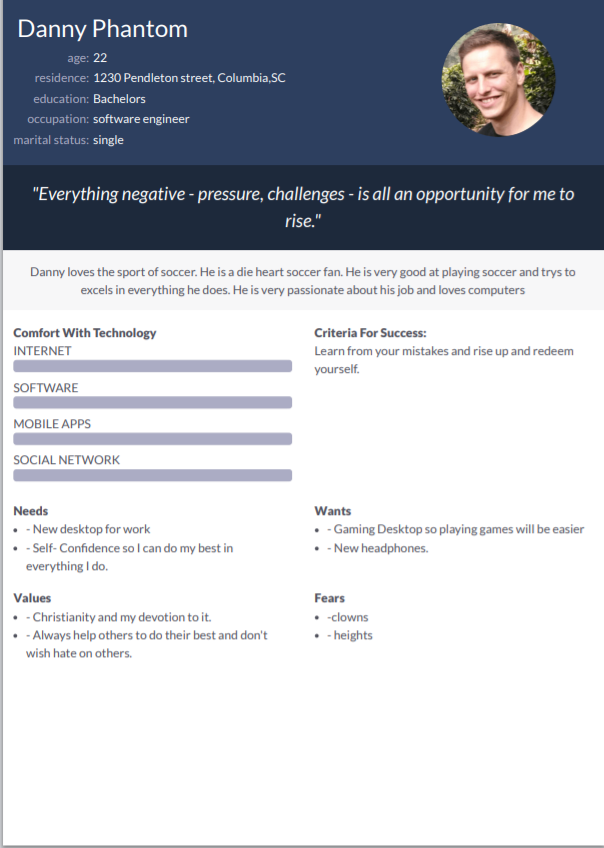 Danny Phantom
age: 22
residence: 1230 Pendleton street, Columbia,SC
education: Bachelors
occupation: software engineer
marital status: single
"Everything negative - pressure, challenges - is all an opportunity for me to
rise."
Danny loves the sport of soccer. He is a die heart soccer fan. He is very good at playing soccer and trys to
excels in everything he does. He is very passionate about his job and loves computers
Comfort With Technology
INTERNET
SOFTWARE
MOBILE APPS
SOCIAL NETWORK
Criteria For Success:
Learn from your mistakes and rise up and redeem
yourself.
Needs
• - New desktop for work
• - Self- Confidence so I can do my best in
everything I do.
Wants
• - Gaming Desktop so playing games will be easier
• - New headphones.
Values
• - Christianity and my devotion to it.
• - Always help others to do their best and don't
wish hate on others.
Fears
• -clowns
• - heights